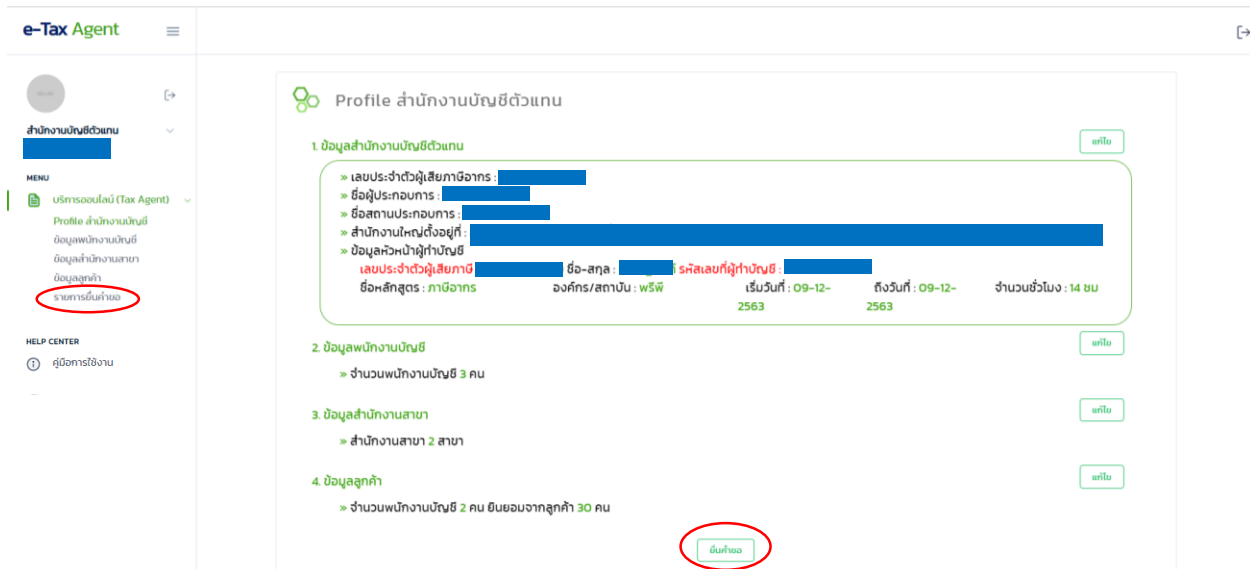 e-Tax Agent
สำนักงานบัญชีตัวแทน
MENU
บริการออนไลน์ (Tax Agent)
Profile สำนักงานบัญชี
ข้อมูลพนักงานบัญชี
ข้อมูลสำนักงานสาขา
ข้อมูลลูกค้า
รายการยื่นคำขอ
HELP CENTER
คู่มือการใช้งาน
Profile สำนักงานบัญชีตัวแทน
1. ข้อมูลสำนักงานบัญชีตัวแทน
แก้ไข
» เลขประจำตัวผู้เสียภาษีอากร :
» ชื่อผู้ประกอบการ :
» ชื่อสถานประกอบการ :
» สำนักงานใหญ่ตั้งอยู่ที่ :
» ข้อมูลหัวหน้าผู้ทำบัญชี
เลขประจำตัวผู้เสียภาษี ชื่อ-สกุล : รหัสเลขที่ผู้ทำบัญชี :
ชื่อหลักสูตร : ภาษีอากร องค์กร/สถาบัน : พรีพี เริ่มวันที่ : 09-12-2563 ถึงวันที่ : 09-12-2563 จำนวนชั่วโมง : 14 ชม
2. ข้อมูลพนักงานบัญชี
แก้ไข
» จำนวนพนักงานบัญชี 3 คน
3. ข้อมูลสำนักงานสาขา
แก้ไข
» สำนักงานสาขา 2 สาขา
4. ข้อมูลลูกค้า
แก้ไข
» จำนวนพนักงานบัญชี 2 คน ยินยอมจากลูกค้า 30 คน
ยื่นคำขอ